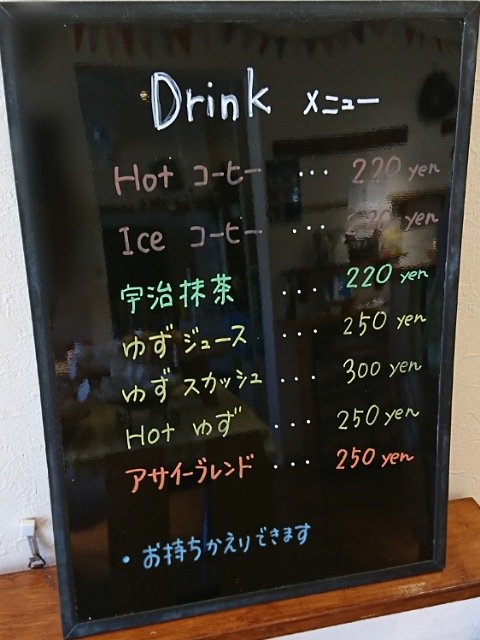 Drink メニュー
Hot コーヒー ... 220 yen
Ice コーヒー ... 220 yen
宇治抹茶 ... 220 yen
ゆずジュース ... 250 yen
ゆずスカッシュ ... 300 yen
Hot ゆず ... 250 yen
アサイーブレンド ... 250 yen
・お持ちかえりできます